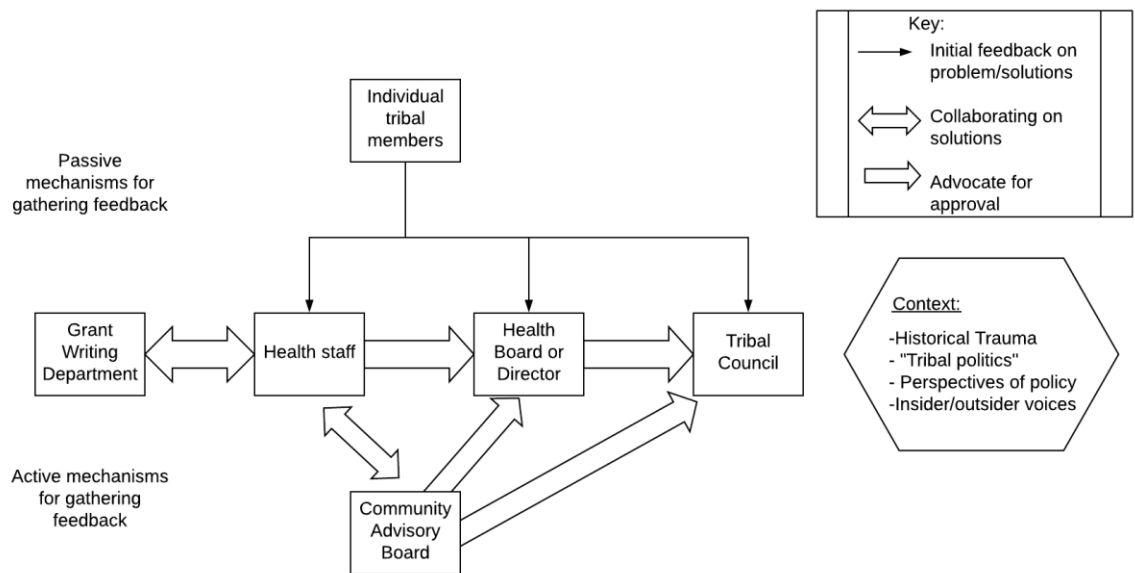 Key:
Initial feedback on
problem/solutions
Collaborating on
solutions
Advocate for
approval
Individual
tribal
members
Passive
mechanisms for
gathering feedback
Grant
Writing
Department
Health staff
Health
Board or
Director
Tribal
Council
Context:
-Historical Trauma
- "Tribal politics"
- Perspectives of policy
-Insider/outsider voices
Active mechanisms
for gathering
feedback
Community
Advisory
Board